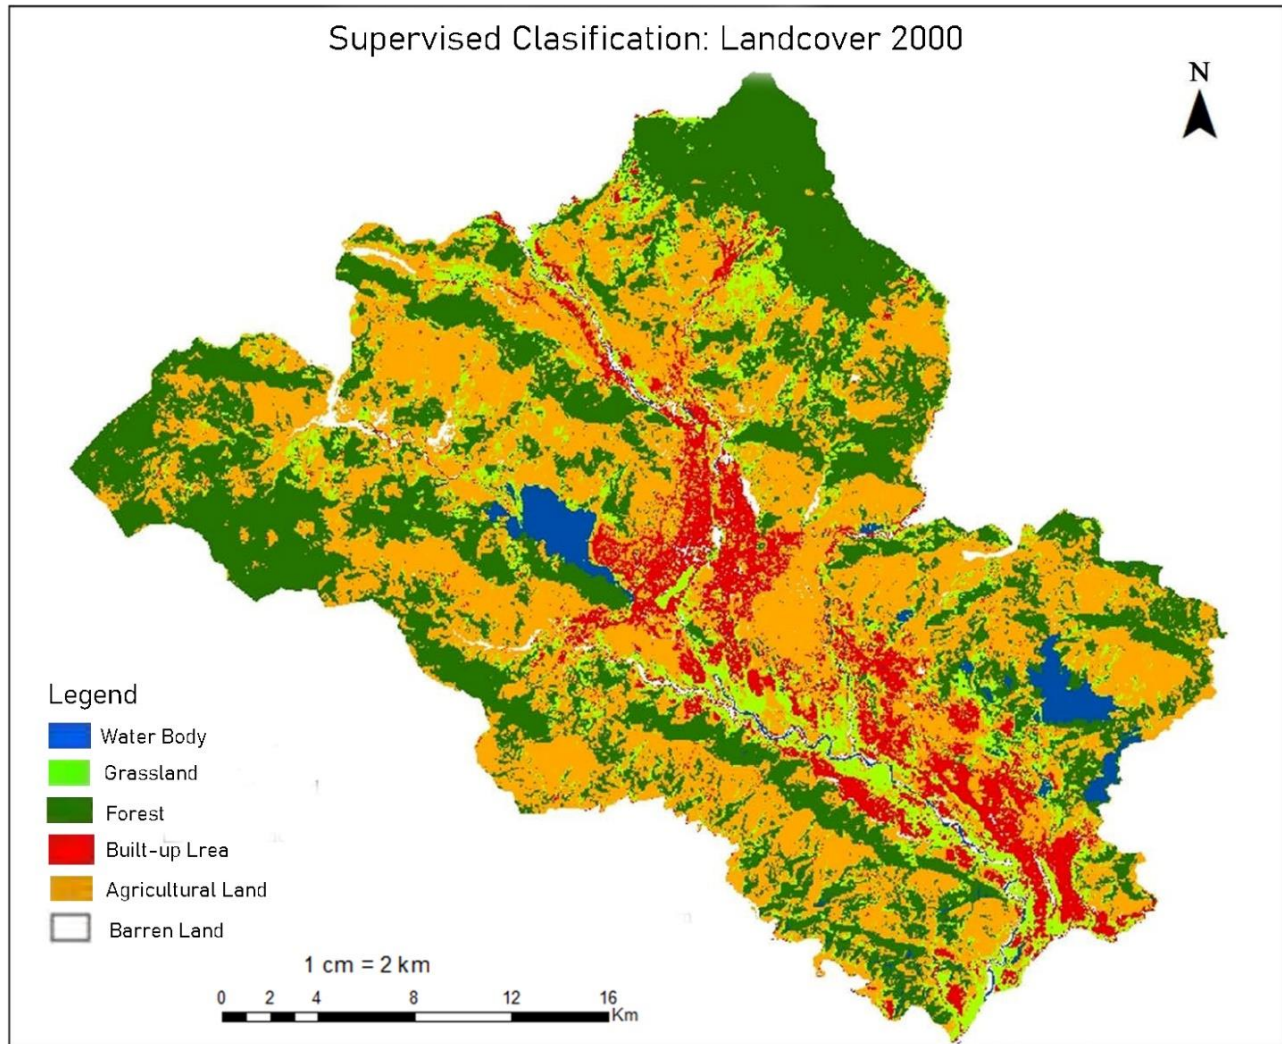 Supervised Clasification: Landcover 2000
N
Legend
Water Body
Grassland
Forest
Built-up Lrea
Agricultural Land
Barren Land
1 cm = 2 km
0 2 4 8 12 16
Km